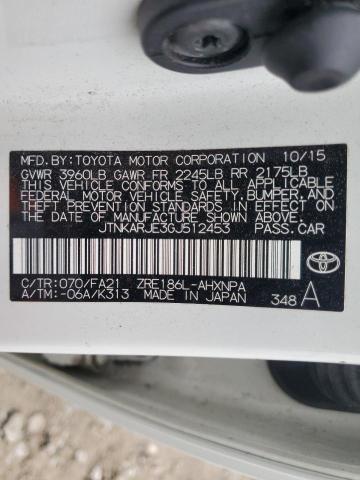 MFD.BY:TOYOTA MOTOR CORPORATION 10/15
GVWR 3960LB GAWR FR 2245LB RR 2175LB
THIS VEHICLE CONFORMS TO ALL APPLICABLE
FEDERAL MOTOR VEHICLE SAFETY,BUMPER,AND
THEFT PREVENTION STANDARDS IN EFFECT ON
THE DATE OF MANUFACTURE SHOWN ABOVE.
JTNKARJE3GJ512453 PASS.CAR
C/TR:070/FA21 ZRE186L-AHXNPA
A/TM:-06A/K313 MADE IN JAPAN 348 A
TOYOTA